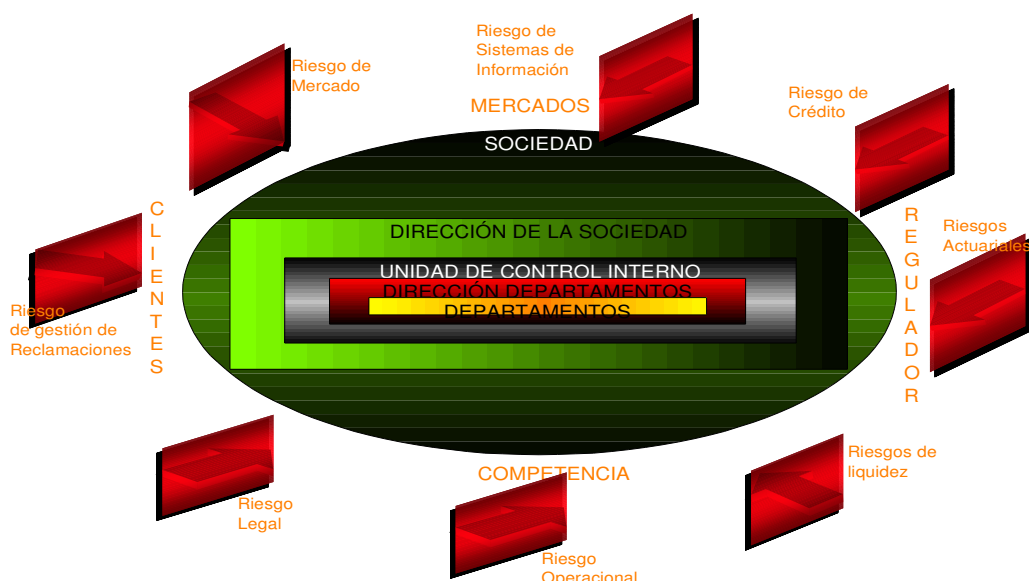 Riesgo de
Sistemas de
Información
Riesgo de
Mercado
MERCADOS
Riesgo de
Crédito
SOCIEDAD
CLIENTES
REGULADOR
Riesgos
Actuariales
DIRECCIÓN DE LA SOCIEDAD
UNIDAD DE CONTROL INTERNO
DIRECCIÓN DEPARTAMENTOS
DEPARTAMENTOS
Riesgo
de gestión de
Reclamaciones
Riesgos de
liquidez
COMPETENCIA
Riesgo
Legal
Riesgo
Operacional